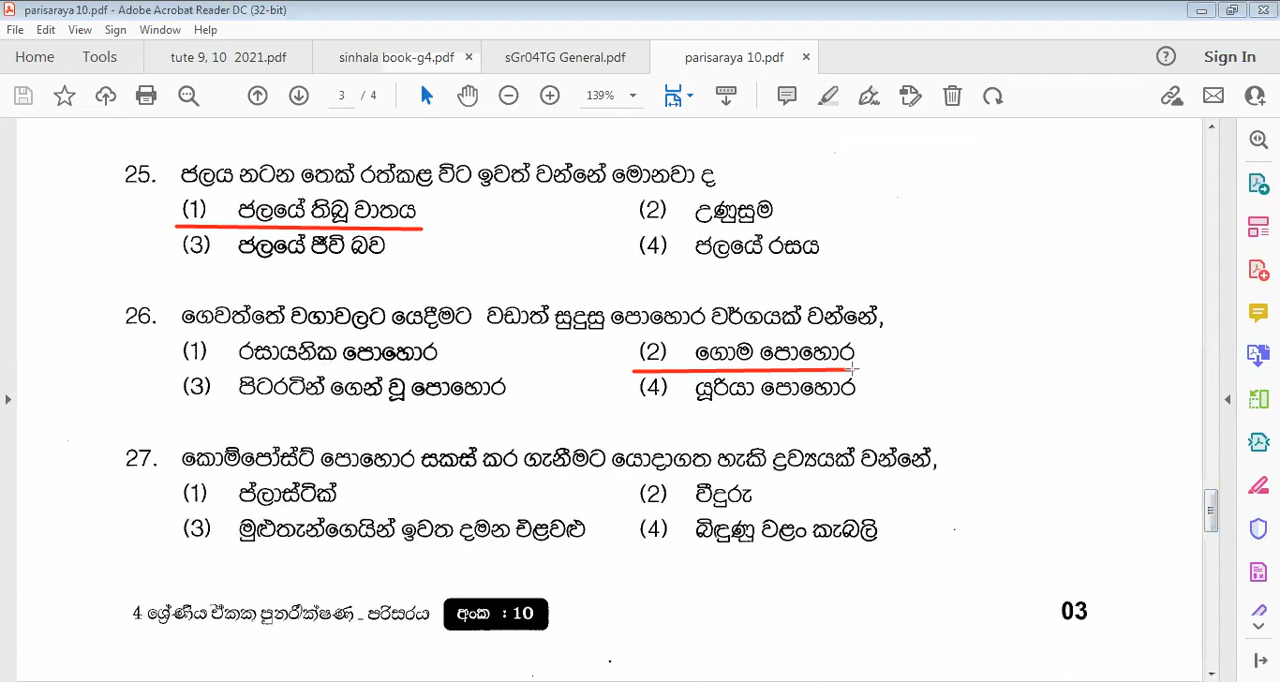 parisaraya 10.pdf - Adobe Acrobat Reader DC (32-bit)
File Edit View Sign Window Help
Home Tools tute 9, 10 2021.pdf sinhala book-g4.pdf × sGr04TG General.pdf parisaraya 10.pdf × Sign In
3 / 4 139%
25. ජලය නටන තෙක් රත්කළ විට ඉවත් වන්නේ මොනවා ද
(1) ජලයේ තිබූ වාතය (2) උණුසුම
(3) ජලයේ ජීවි බව (4) ජලයේ රසය
26. ගෙවත්තේ වගාවලට යෙදීමට වඩාත් සුදුසු පොහොර වර්ගයක් වන්නේ,
(1) රසායනික පොහොර (2) ගොම පොහොර
(3) පිටරටින් ගෙන් වූ පොහොර (4) යූරියා පොහොර
27. කොම්පෝස්ට් පොහොර සකස් කර ගැනීමට යොදාගත හැකි ද්‍රව්‍යයක් වන්නේ,
(1) ප්ලාස්ටික් (2) වීදුරු
(3) මුළුතැන්ගෙයින් ඉවත දමන එළවළු (4) බිඳුණු වළං කැබලි
4 ශ්‍රේණිය ඒකක පුනරීක්ෂණ - පරිසරය අංක : 10 03